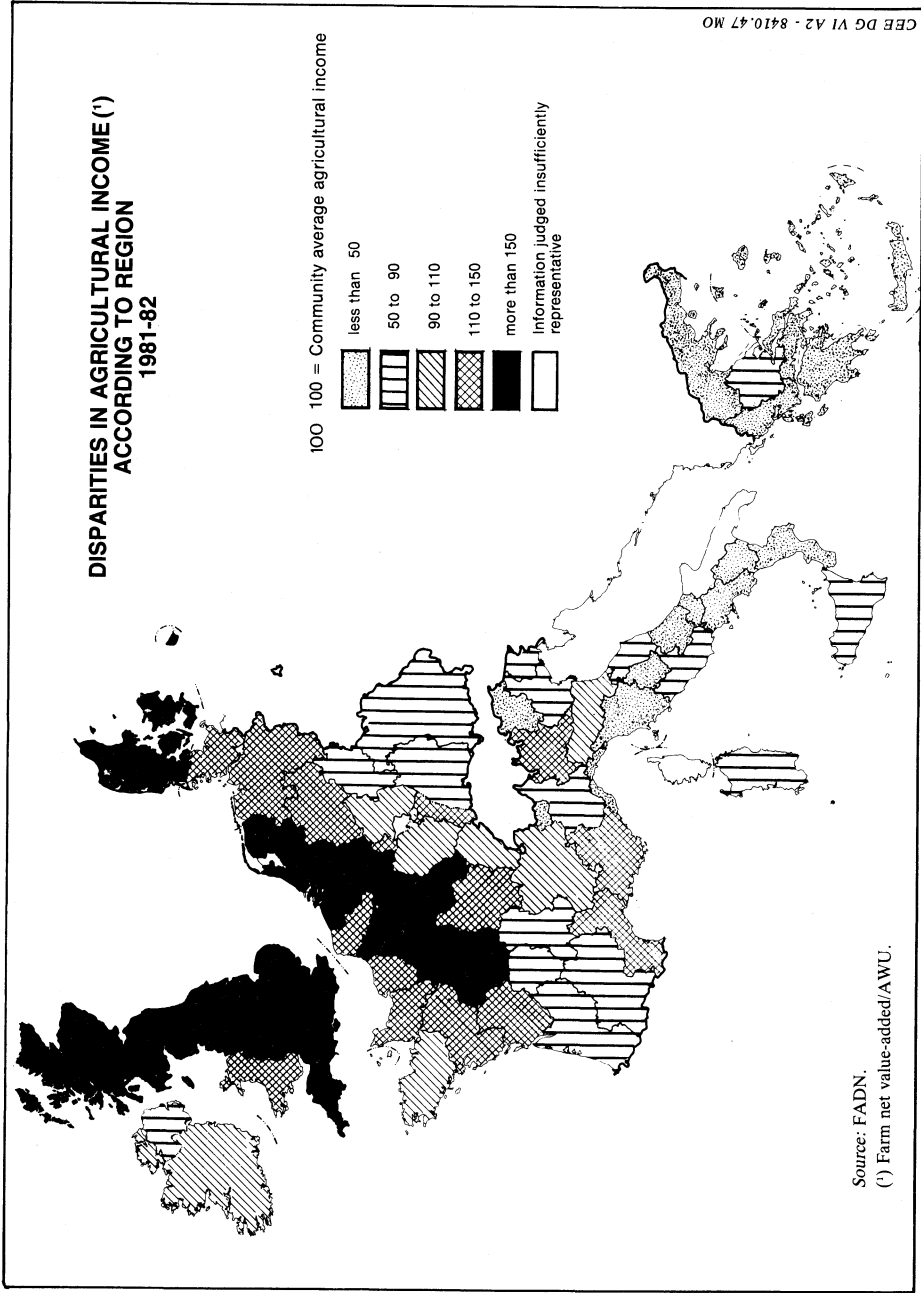 DISPARITIES IN AGRICULTURAL INCOME (¹)
ACCORDING TO REGION
1981-82
100 100 = Community average agricultural income
less than 50
50 to 90
90 to 110
110 to 150
more than 150
Information judged insufficiently
representative
Source: FADN.
(¹) Farm net value-added/AWU.
CEE DG VI A2 - 8410.47 MO